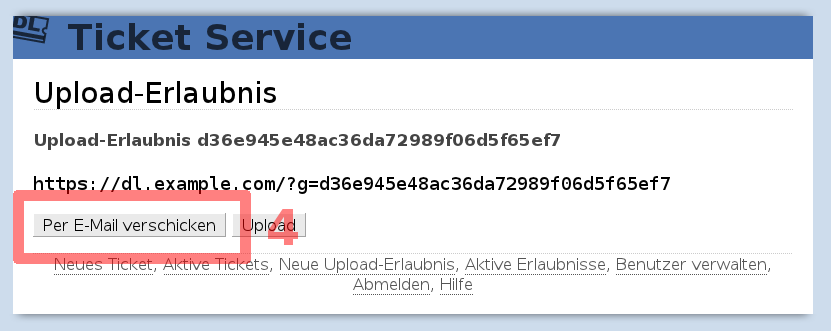 DL
Ticket Service
Upload-Erlaubnis
Upload-Erlaubnis d36e945e48ac36da72989f06d5f65ef7
https://dl.example.com/?g=d36e945e48ac36da72989f06d5f65ef7
Per E-Mail verschicken Upload 4
Neues Ticket, Aktive Tickets, Neue Upload-Erlaubnis, Aktive Erlaubnisse, Benutzer verwalten,
Abmelden, Hilfe